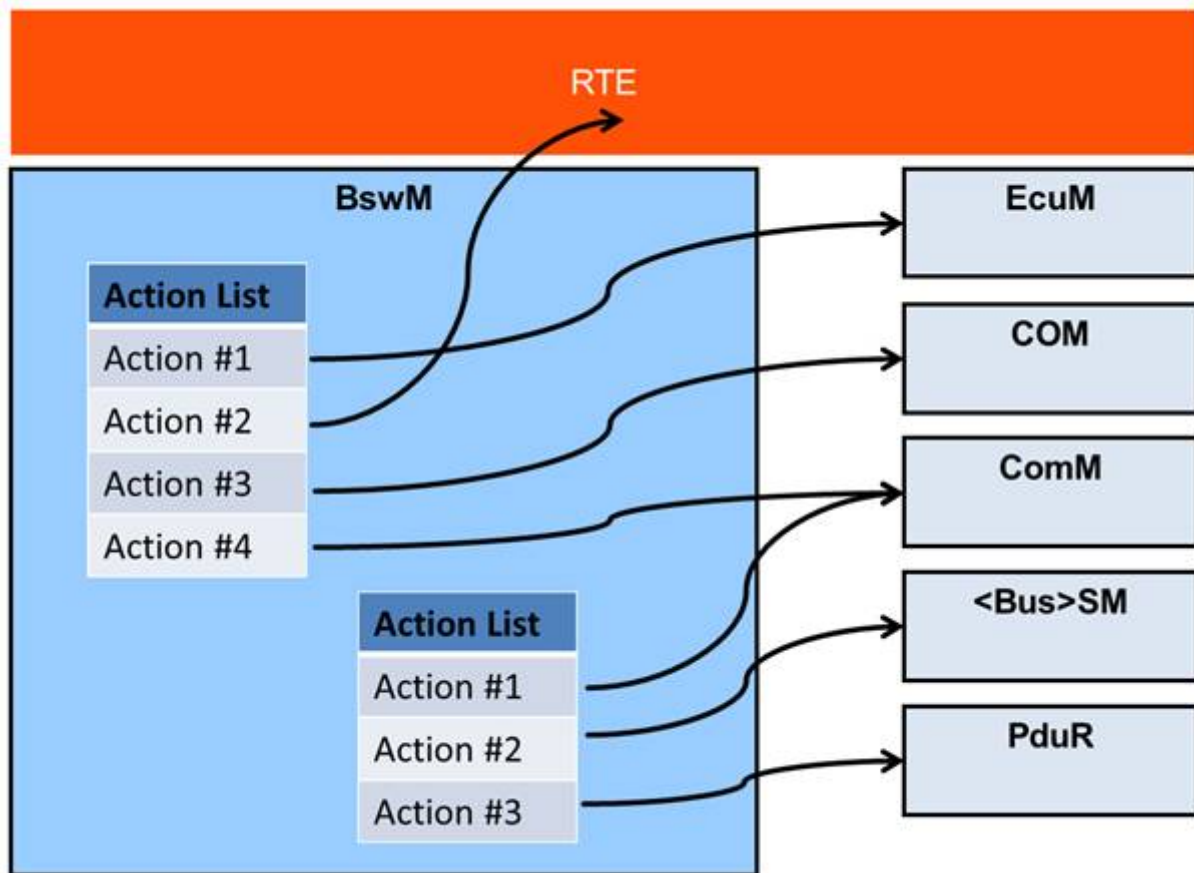 RTE
BswM
Action List
Action #1
Action #2
Action #3
Action #4
Action List
Action #1
Action #2
Action #3
EcuM
COM
ComM
<Bus>SM
PduR